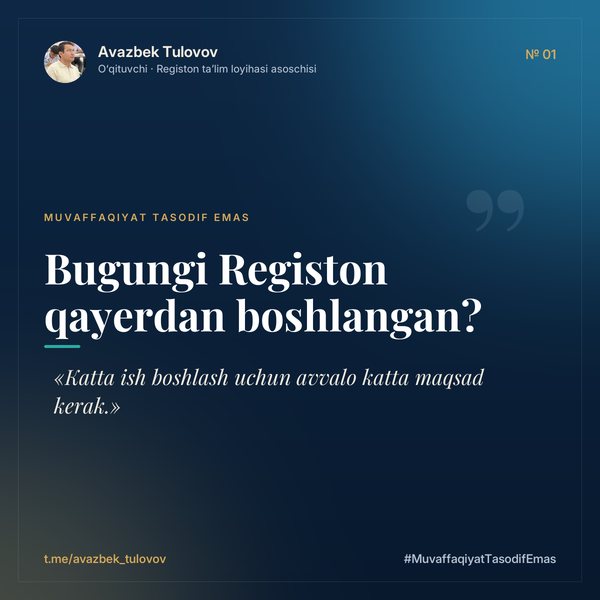 Avazbek Tulovov
O'qituvchi · Registon ta'lim loyihasi asoschisi
№ 01
MUVAFFAQIYAT TASODIF EMAS
Bugungi Registon
qayerdan boshlangan?
«Katta ish boshlash uchun avvalo katta maqsad
kerak.»
t.me/avazbek_tulovov
#MuvaffaqiyatTasodifEmas